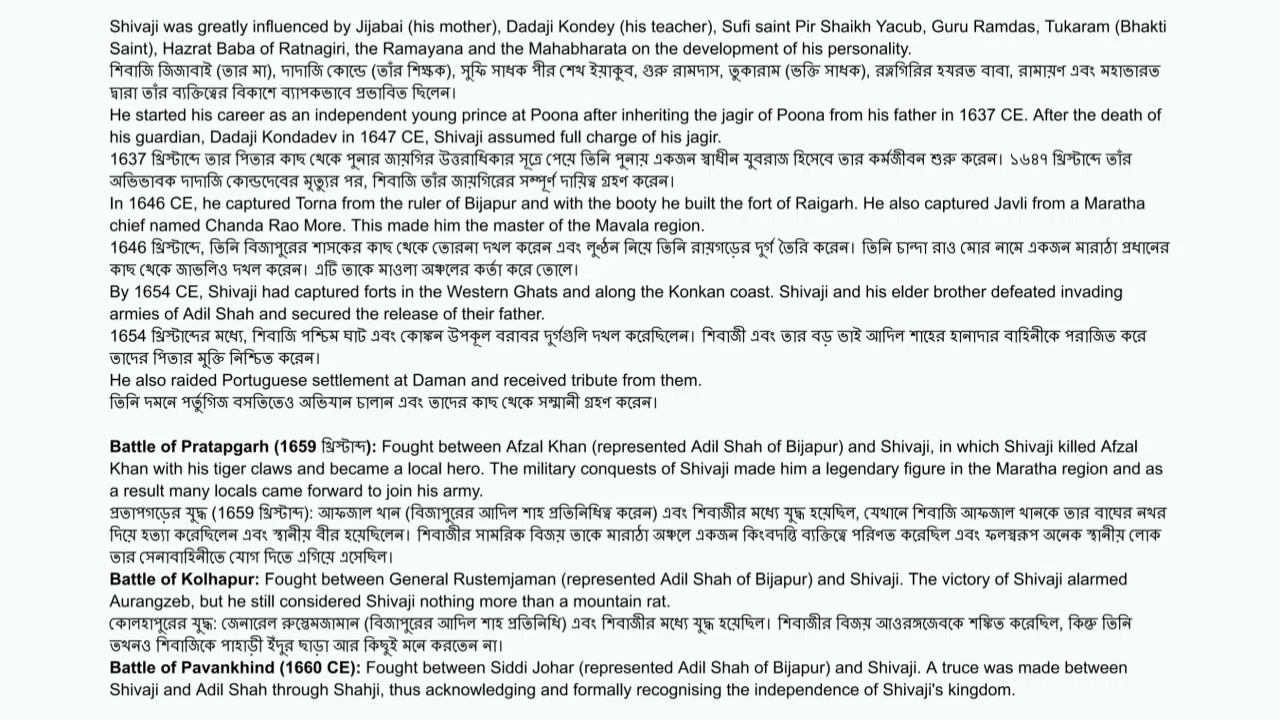 Shivaji was greatly influenced by Jijabai (his mother), Dadaji Kondey (his teacher), Sufi saint Pir Shaikh Yacub, Guru Ramdas, Tukaram (Bhakti
Saint), Hazrat Baba of Ratnagiri, the Ramayana and the Mahabharata on the development of his personality.
শিবাজি জিজাবাই (তার মা), দাদাজি কোন্ডে (তাঁর শিক্ষক), সুফি সাধক পীর শেখ ইয়াকুব, গুরু রামদাস, তুকারাম (ভক্তি সাধক), রত্নগিরির হযরত বাবা, রামায়ণ এবং মহাভারত
দ্বারা তাঁর ব্যক্তিত্বের বিকাশে ব্যাপকভাবে প্রভাবিত ছিলেন।
He started his career as an independent young prince at Poona after inheriting the jagir of Poona from his father in 1637 CE. After the death of
his guardian, Dadaji Kondadev in 1647 CE, Shivaji assumed full charge of his jagir.
1637 খ্রিস্টাব্দে তার পিতার কাছ থেকে পুনার জায়গির উত্তরাধিকার সূত্রে পেয়ে তিনি পুনায় একজন স্বাধীন যুবরাজ হিসেবে তার কর্মজীবন শুরু করেন। ১৬৪৭ খ্রিস্টাব্দে তাঁর
অভিভাবক দাদাজি কোন্ডদেবের মৃত্যুর পর, শিবাজি তাঁর জায়গিরের সম্পূর্ণ দায়িত্ব গ্রহণ করেন।
In 1646 CE, he captured Torna from the ruler of Bijapur and with the booty he built the fort of Raigarh. He also captured Javli from a Maratha
chief named Chanda Rao More. This made him the master of the Mavala region.
1646 খ্রিস্টাব্দে, তিনি বিজাপুরের শাসকের কাছ থেকে তোরনা দখল করেন এবং লুণ্ঠন নিয়ে তিনি রায়গড়ের দুর্গ তৈরি করেন। তিনি চান্দা রাও মোর নামে একজন মারাঠা প্রধানের
কাছ থেকে জাভলিও দখল করেন। এটি তাকে মাওলা অঞ্চলের কর্তা করে তোলে।
By 1654 CE, Shivaji had captured forts in the Western Ghats and along the Konkan coast. Shivaji and his elder brother defeated invading
armies of Adil Shah and secured the release of their father.
1654 খ্রিস্টাব্দের মধ্যে, শিবাজি পশ্চিম ঘাট এবং কোঙ্কন উপকূল বরাবর দুর্গগুলি দখল করেছিলেন। শিবাজী এবং তার বড় ভাই আদিল শাহের হানাদার বাহিনীকে পরাজিত করে
তাদের পিতার মুক্তি নিশ্চিত করেন।
He also raided Portuguese settlement at Daman and received tribute from them.
তিনি দমনে পর্তুগিজ বসতিতেও অভিযান চালান এবং তাদের কাছ থেকে সম্মানী গ্রহণ করেন।
Battle of Pratapgarh (1659 খ্রিস্টাব্দ): Fought between Afzal Khan (represented Adil Shah of Bijapur) and Shivaji, in which Shivaji killed Afzal
Khan with his tiger claws and became a local hero. The military conquests of Shivaji made him a legendary figure in the Maratha region and as
a result many locals came forward to join his army.
প্রতাপগড়ের যুদ্ধ (1659 খ্রিস্টাব্দ): আফজাল খান (বিজাপুরের আদিল শাহ প্রতিনিধিত্ব করেন) এবং শিবাজীর মধ্যে যুদ্ধ হয়েছিল, যেখানে শিবাজি আফজাল খানকে তার বাঘের নখর
দিয়ে হত্যা করেছিলেন এবং স্থানীয় বীর হয়েছিলেন। শিবাজীর সামরিক বিজয় তাকে মারাঠা অঞ্চলে একজন কিংবদন্তি ব্যক্তিত্বে পরিণত করেছিল এবং ফলস্বরূপ অনেক স্থানীয় লোক
তার সেনাবাহিনীতে যোগ দিতে এগিয়ে এসেছিল।
Battle of Kolhapur: Fought between General Rustemjaman (represented Adil Shah of Bijapur) and Shivaji. The victory of Shivaji alarmed
Aurangzeb, but he still considered Shivaji nothing more than a mountain rat.
কোলহাপুরের যুদ্ধ: জেনারেল রুস্তেমজামান (বিজাপুরের আদিল শাহ প্রতিনিধি) এবং শিবাজীর মধ্যে যুদ্ধ হয়েছিল। শিবাজীর বিজয় আওরঙ্গজেবকে শঙ্কিত করেছিল, কিন্তু তিনি
তখনও শিবাজিকে পাহাড়ী ইঁদুর ছাড়া আর কিছুই মনে করতেন না।
Battle of Pavankhind (1660 CE): Fought between Siddi Johar (represented Adil Shah of Bijapur) and Shivaji. A truce was made between
Shivaji and Adil Shah through Shahji, thus acknowledging and formally recognising the independence of Shivaji's kingdom.